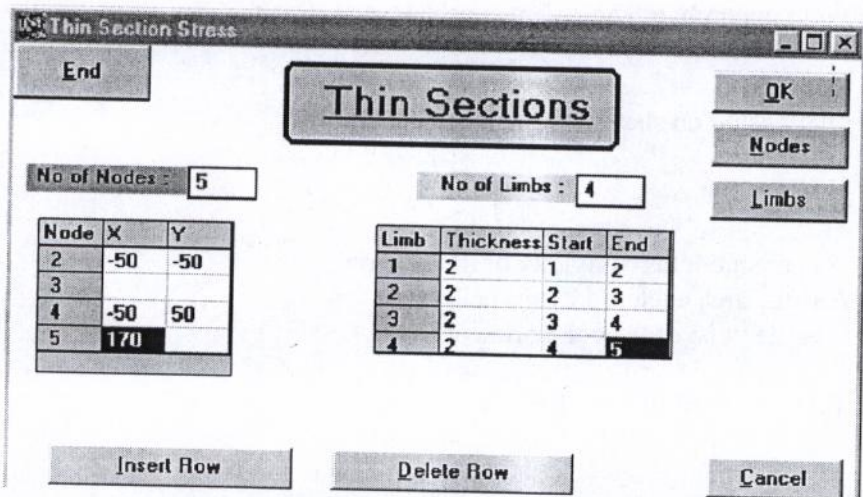 Thin Section Stress
End
Thin Sections
OK
Nodes
Limbs
No of Nodes : 5
No of Limbs : 4
Node X Y
2 -50 -50
3
4 -50 50
5 170
Limb Thickness Start End
1 2 1 2
2 2 2 3
3 2 3 4
4 2 4 5
Insert Row
Delete Row
Cancel